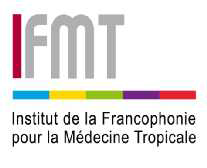 IFMT
Institut de la Francophonie
pour la Médecine Tropicale